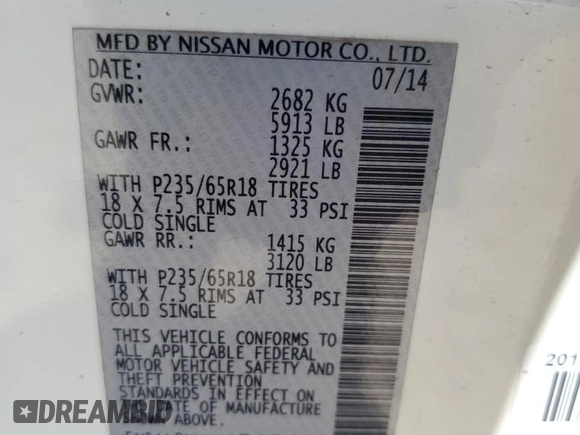 MFD BY NISSAN MOTOR CO., LTD.
DATE: 07/14
GVWR: 2682 KG
5913 LB
GAWR FR.: 1325 KG
2921 LB
WITH P235/65R18 TIRES
18 X 7.5 RIMS AT 33 PSI
COLD SINGLE
GAWR RR.: 1415 KG
3120 LB
WITH P235/65R18 TIRES
18 X 7.5 RIMS AT 33 PSI
COLD SINGLE
THIS VEHICLE CONFORMS TO
ALL APPLICABLE FEDERAL
MOTOR VEHICLE SAFETY AND
THEFT PREVENTION
STANDARDS IN EFFECT ON
DATE OF MANUFACTURE
ABOVE.
201
DREAMBID